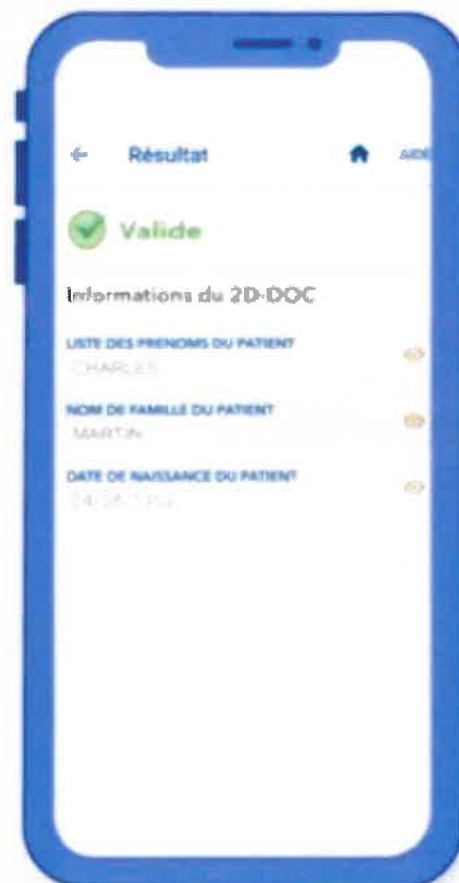 Résultat AIDE
Valide
Informations du 2D-DOC
LISTE DES PRENOMS DU PATIENT
CHARLES
NOM DE FAMILLE DU PATIENT
MARTIN
DATE DE NAISSANCE DU PATIENT